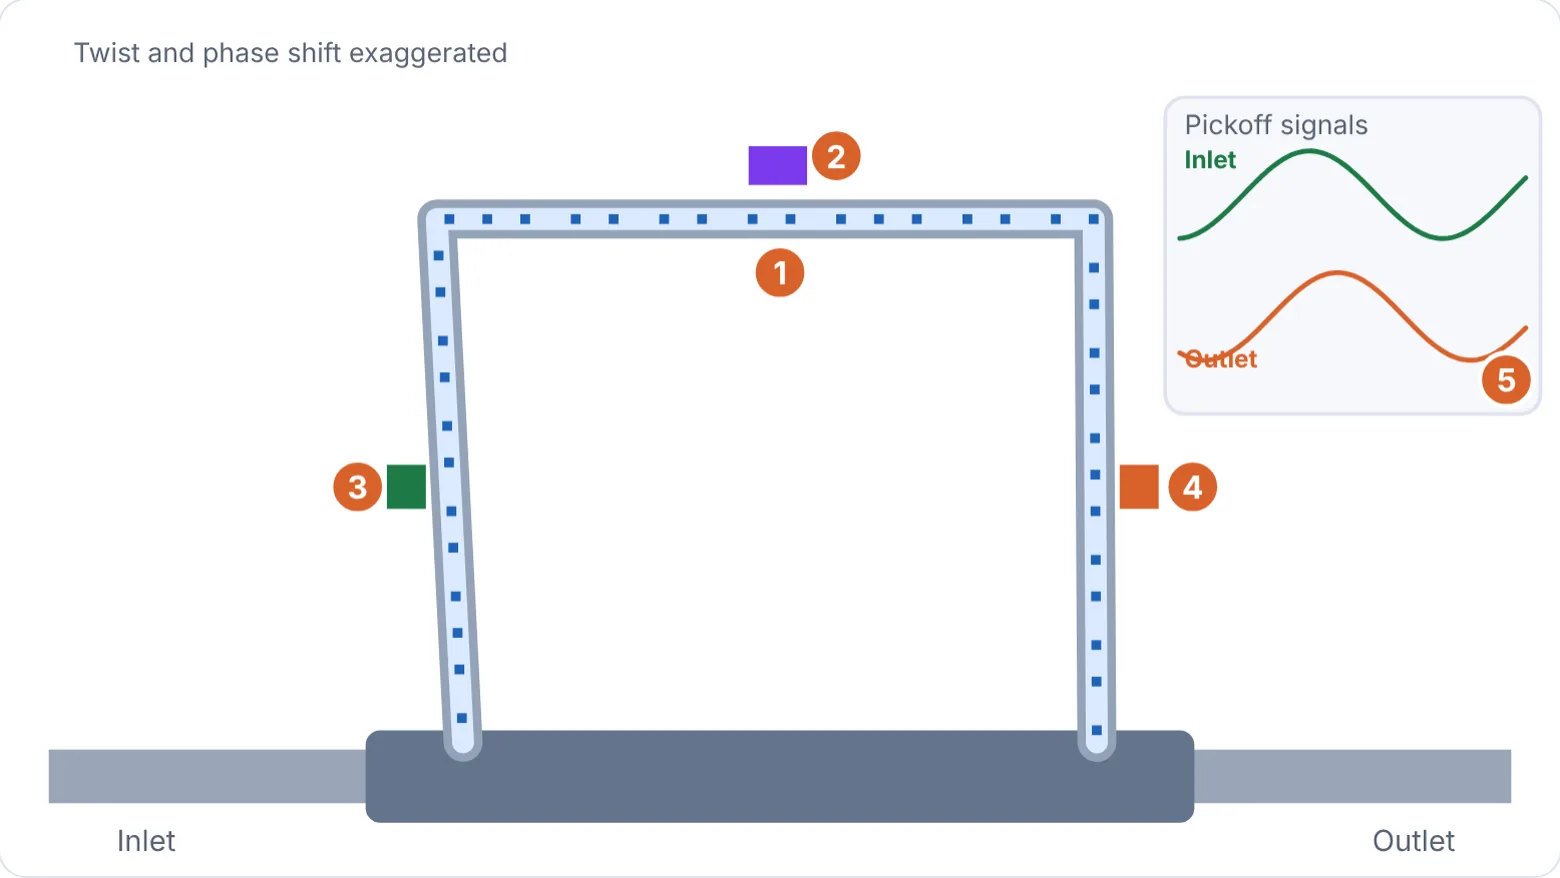 Twist and phase shift exaggerated
Pickoff signals
Inlet
2
1
Outlet
5
3
4
Inlet
Outlet